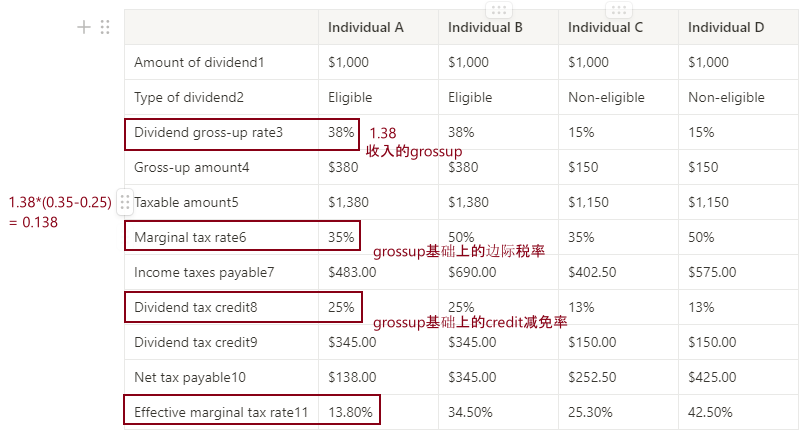 Individual A Individual B Individual C Individual D
Amount of dividend1 $1,000 $1,000 $1,000 $1,000
Type of dividend2 Eligible Eligible Non-eligible Non-eligible
Dividend gross-up rate3 38% 38% 15% 15%
1.38
收入的grossup
Gross-up amount4 $380 $380 $150 $150
1.38*(0.35-0.25)
= 0.138
Taxable amount5 $1,380 $1,380 $1,150 $1,150
Marginal tax rate6 35% 50% 35% 50%
grossup基础上的边际税率
Income taxes payable7 $483.00 $690.00 $402.50 $575.00
Dividend tax credit8 25% 25% 13% 13%
grossup基础上的credit减免率
Dividend tax credit9 $345.00 $345.00 $150.00 $150.00
Net tax payable10 $138.00 $345.00 $252.50 $425.00
Effective marginal tax rate11 13.80% 34.50% 25.30% 42.50%